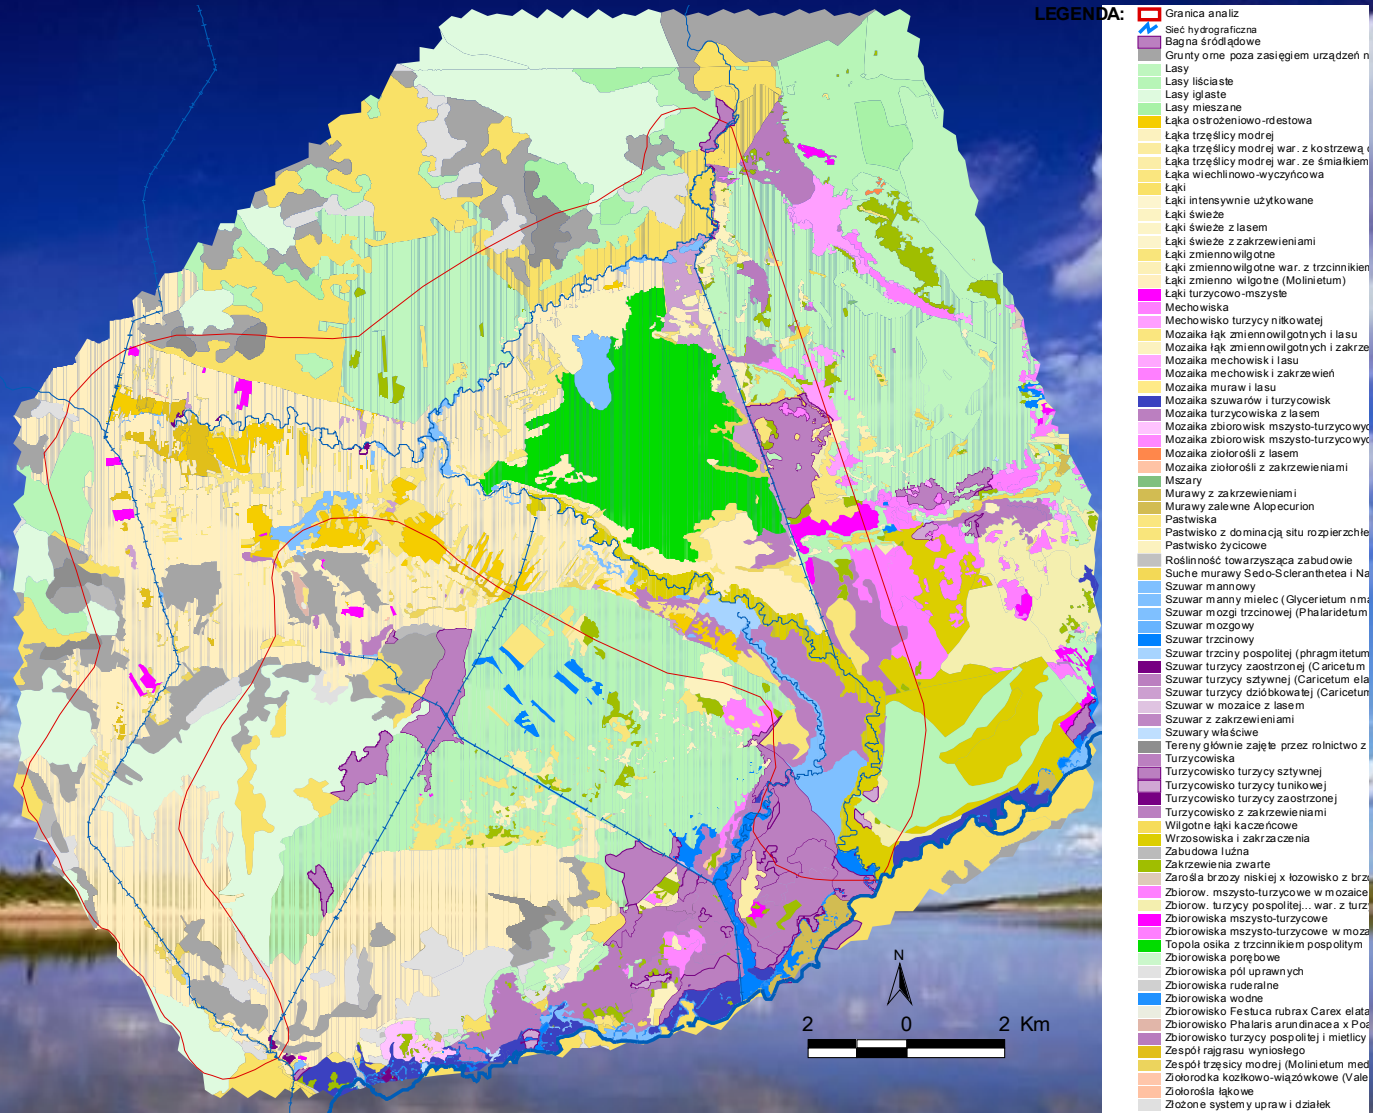 LEGENDA:
Granica analiz
Sieć hydrograficzna
Bagna śródlądowe
Grunty orne poza zasięgiem urządzeń n
Lasy
Lasy liściaste
Lasy iglaste
Lasy mieszane
Łąka ostrożeniowo-rdestowa
Łąka trzęślicy modrej
Łąka trzęślicy modrej war. z kostrzewą
Łąka trzęślicy modrej war. ze śmiałkiem
Łąka wiechlinowo-wyczyńcowa
Łąki
Łąki intensywnie użytkowane
Łąki świeże
Łąki świeże z lasem
Łąki świeże z zakrzewieniami
Łąki zmiennowilgotne
Łąki zmiennowilgotne war. z trzcinnikiem
Łąki zmienno wilgotne (Molinietum)
Łąki turzycowo-mszyste
Mechowiska
Mechowisko turzycy nitkowatej
Mozaika łąk zmiennowilgotnych i lasu
Mozaika łąk zmiennowilgotnych i zakrze
Mozaika mechowisk i lasu
Mozaika mechowisk i zakrzewień
Mozaika muraw i lasu
Mozaika szuwarów i turzycowisk
Mozaika turzycowiska z lasem
Mozaika zbiorowisk mszysto-turzycowyc
Mozaika zbiorowisk mszysto-turzycowyc
Mozaika ziołorośli z lasem
Mozaika ziołorośli z zakrzewieniami
Mszary
Murawy z zakrzewieniami
Murawy zalewne Alopecurion
Pastwiska
Pastwisko z dominacją situ rozpierzchłe
Pastwisko życicowe
Roślinność towarzysząca zabudowie
Suche murawy Sedo-Scleranthetea i Na
Szuwar mannowy
Szuwar manny mielec (Glycerietum nma
Szuwar mozgi trzcinowej (Phalaridetum
Szuwar mozgowy
Szuwar trzcinowy
Szuwar trzciny pospolitej (phragmitetum
Szuwar turzycy zaostrzonej (Caricetum
Szuwar turzycy sztywnej (Caricetum ela
Szuwar turzycy dzióbkowatej (Caricetum
Szuwar w mozaice z lasem
Szuwar z zakrzewieniami
Szuwary właściwe
Tereny głównie zajęte przez rolnictwo z
Turzycowiska
Turzycowisko turzycy sztywnej
Turzycowisko turzycy tunikowej
Turzycowisko turzycy zaostrzonej
Turzycowisko z zakrzewieniami
Wilgotne łąki kaczeńcowe
Wrzosowiska i zakrzaczenia
Zabudowa luźna
Zakrzewienia zwarte
Zarośla brzozy niskiej x łozowisko z brz
Zbiorow. mszysto-turzycowe w mozaice
Zbiorow. turzycy pospolitej... war. z turz
Zbiorowiska mszysto-turzycowe
Zbiorowiska mszysto-turzycowe w moza
Topola osika z trzcinnikiem pospolitym
Zbiorowiska porębowe
Zbiorowiska pól uprawnych
Zbiorowiska ruderalne
Zbiorowiska wodne
Zbiorowisko Festuca rubra x Carex elata
Zbiorowisko Phalaris arundinacea x Poa
Zbiorowisko turzycy pospolitej i mietlicy
Zespół rajgrasu wyniosłego
Zespół trzęsicy modrej (Molinietum med
Ziołorodka kozłkowo-wiązówkowe (Vale
Ziołorośla łąkowe
Złożone systemy upraw i działek
N
2 0 2 Km